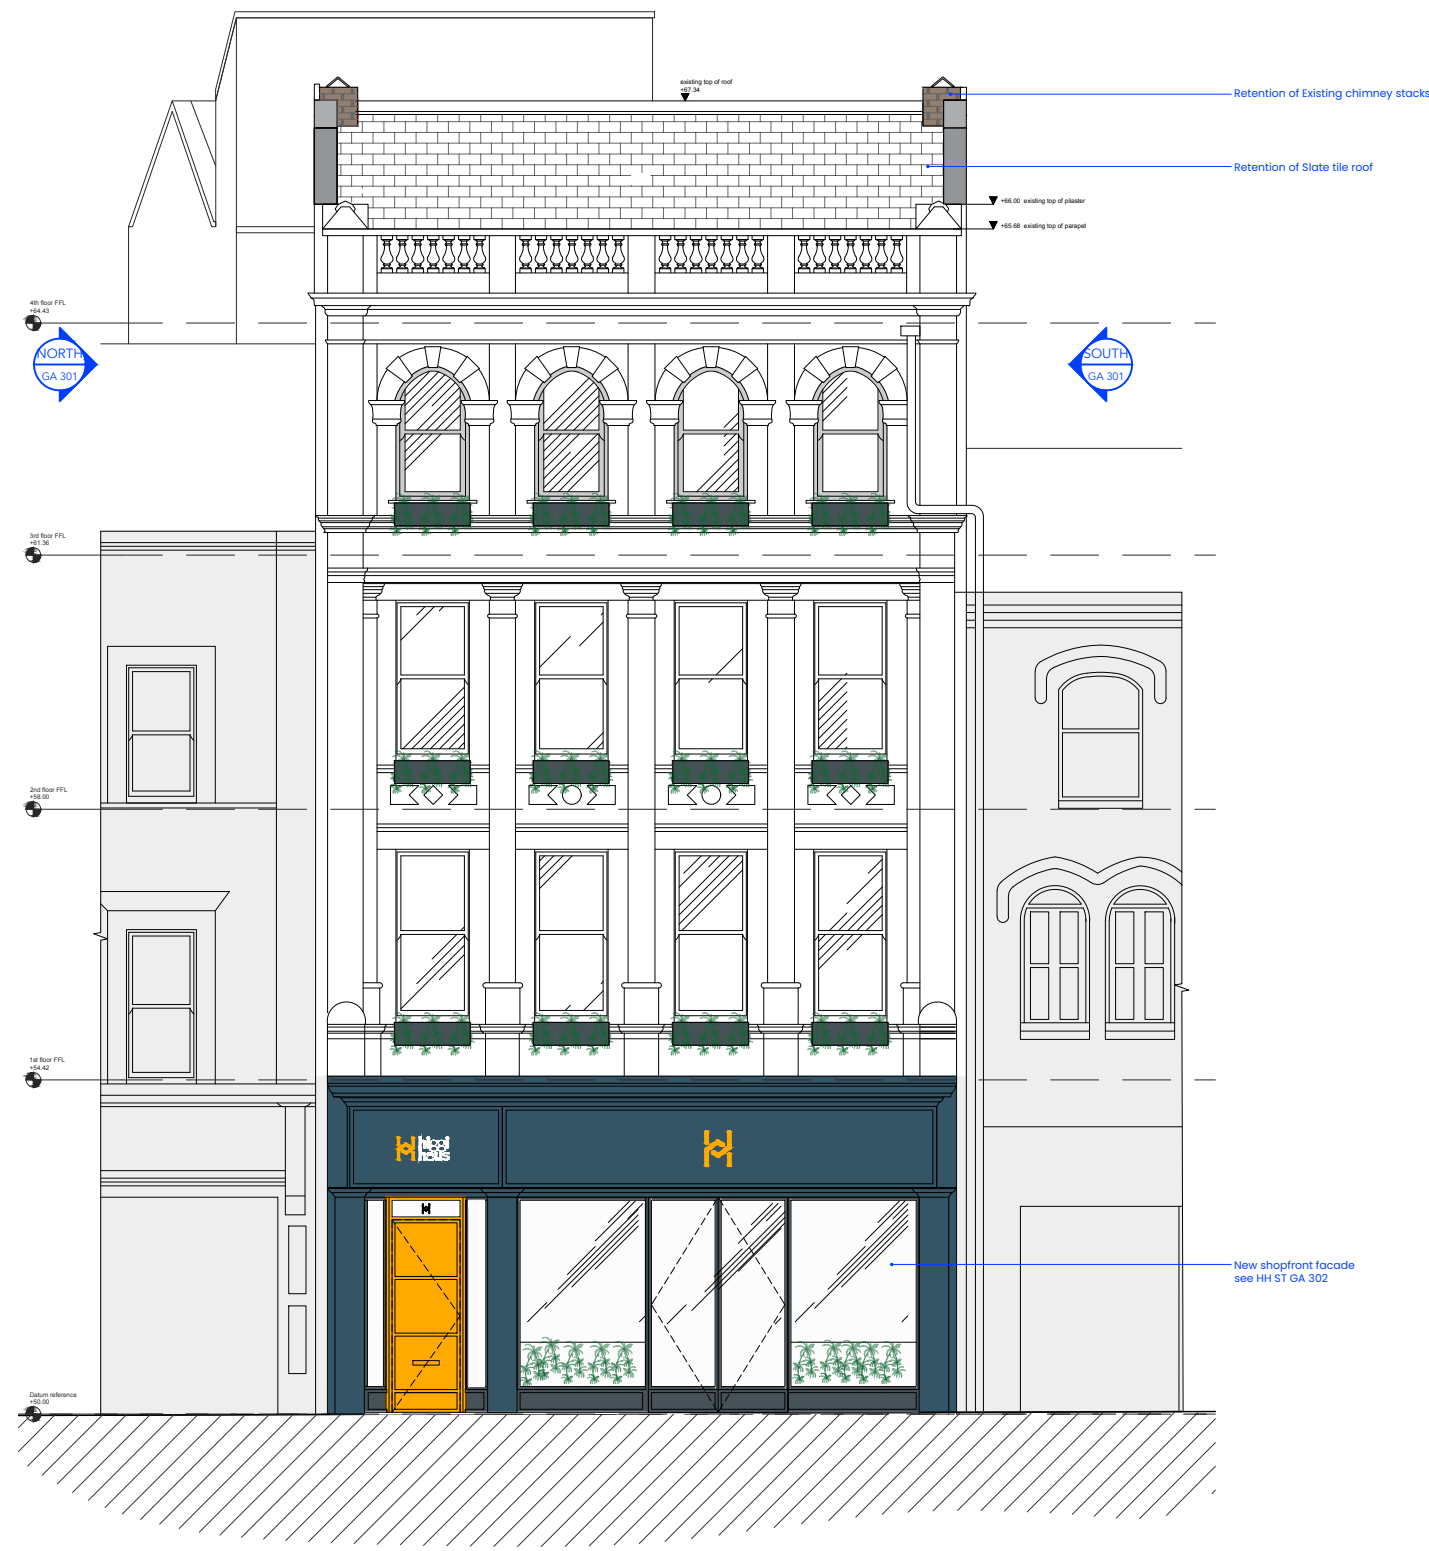 existing top of roof
+67.34
Retention of Existing chimney stacks
Retention of Slate tile roof
+66.00 existing top of pilaster
+65.68 existing top of parapet
4th floor FFL
+64.43
NORTH
GA 301
SOUTH
GA 301
3rd floor FFL
+61.36
2nd floor FFL
+58.00
1st floor FFL
+54.42
New shopfront facade
see HH ST GA 302
Datum reference
+50.00